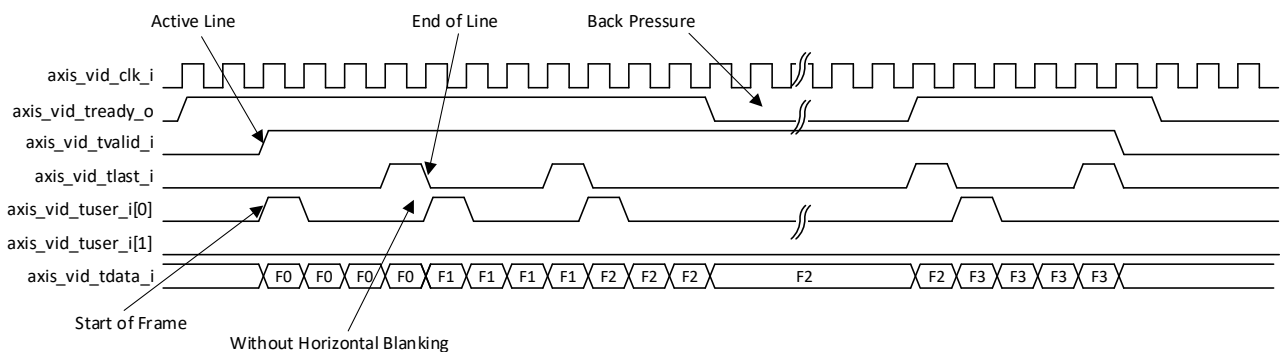 Active Line End of Line Back Pressure
axis_vid_clk_i
axis_vid_tready_o
axis_vid_tvalid_i
axis_vid_tlast_i
axis_vid_tuser_i[0]
axis_vid_tuser_i[1]
axis_vid_tdata_i F0 F0 F0 F0 F1 F1 F1 F1 F2 F2 F2 F2 F2 F3 F3 F3 F3
Start of Frame
Without Horizontal Blanking